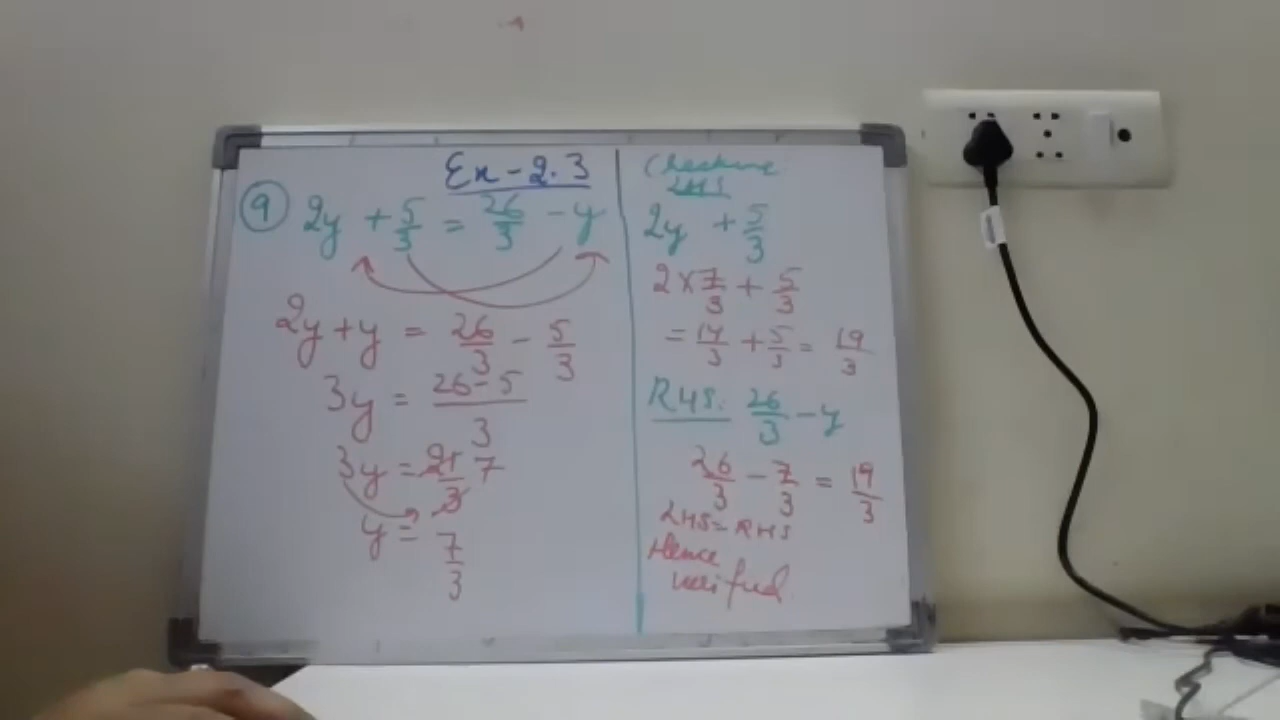 Ex - 2.3
9 2y + 5/3 = 26/3 - y
2y + y = 26/3 - 5/3
3y = 26-5/3
3y = 21/3 7
y = 7/3
Checking
LHS
2y + 5/3
2 × 7/3 + 5/3
= 14/3 + 5/3 = 19/3
RHS. 26/3 - y
26/3 - 7/3 = 19/3
LHS = RHS
Hence
verified